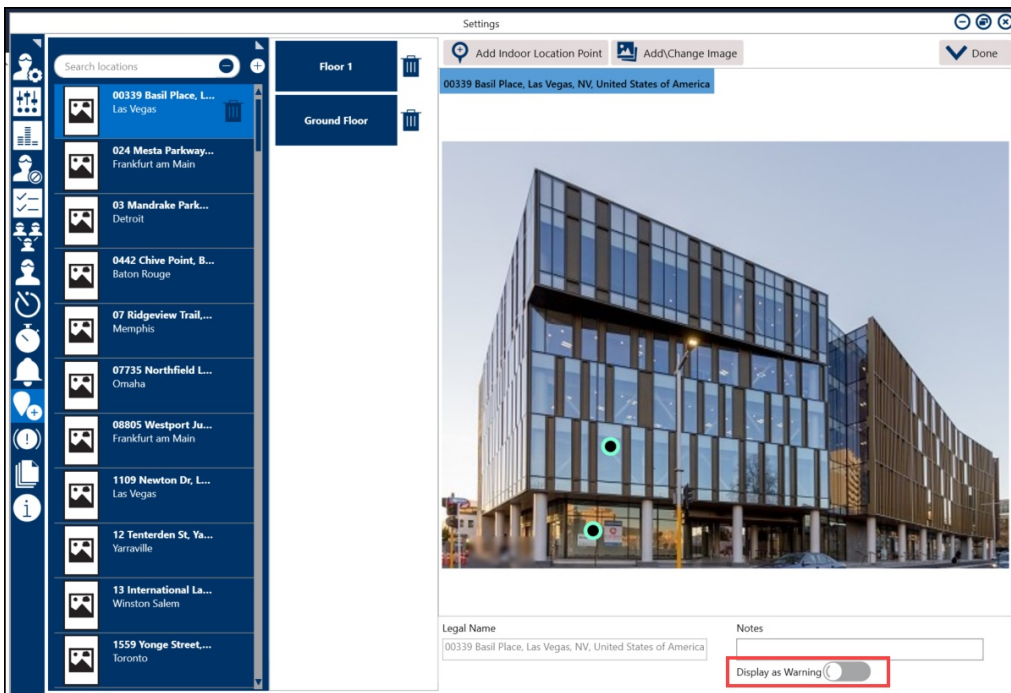 Settings
Search locations
00339 Basil Place, L...
Las Vegas
024 Mesta Parkway...
Frankfurt am Main
03 Mandrake Park...
Detroit
0442 Chive Point, B...
Baton Rouge
07 Ridgeview Trail,...
Memphis
07735 Northfield L...
Omaha
08805 Westport Ju...
Frankfurt am Main
1109 Newton Dr, L...
Las Vegas
12 Tenterden St, Ya...
Yarraville
13 International La...
Winston Salem
1559 Yonge Street,...
Toronto
Floor 1
Ground Floor
Add Indoor Location Point
Add\Change Image
Done
00339 Basil Place, Las Vegas, NV, United States of America
Legal Name
00339 Basil Place, Las Vegas, NV, United States of America
Notes
Display as Warning